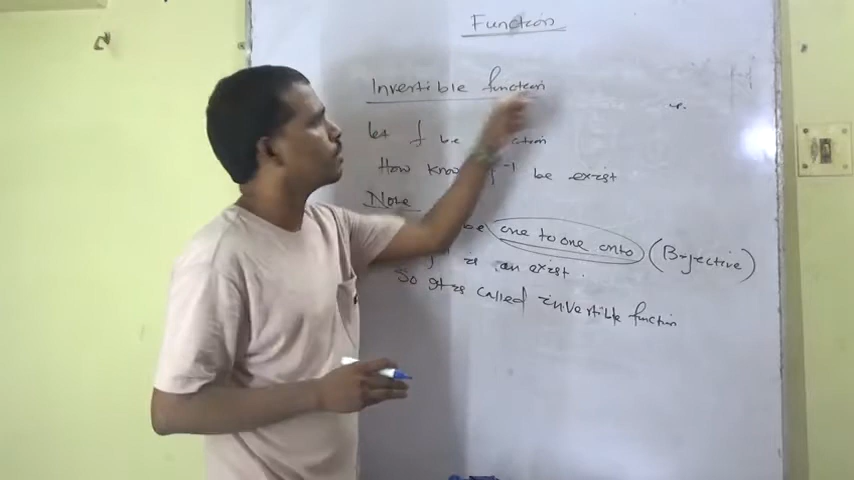 Function
Invertible function
let f be
How f⁻¹ be exist
Note
be one to one onto (Bijective)
is an exist.
So It is called invertible function